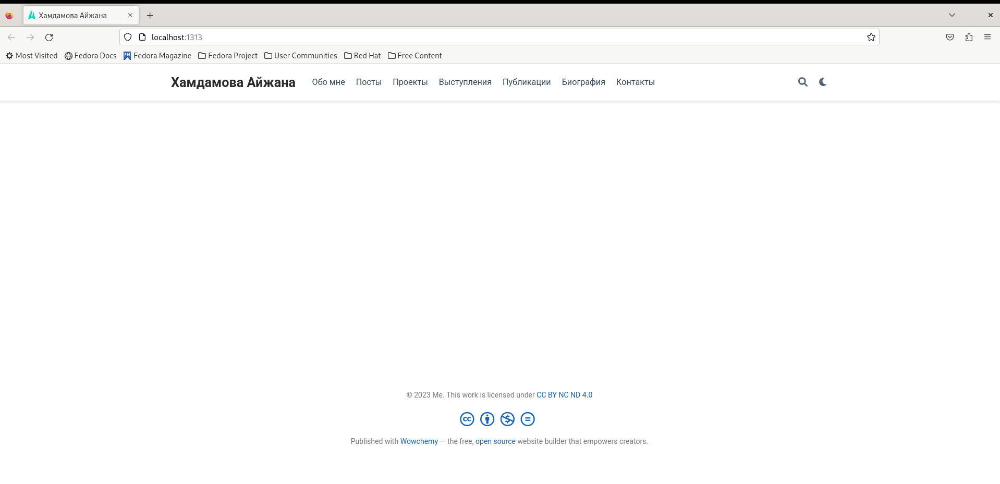 Хамдамова Айжана
localhost:1313
Most Visited Fedora Docs FM Fedora Magazine Fedora Project User Communities Red Hat Free Content
Хамдамова Айжана Обо мне Посты Проекты Выступления Публикации Биография Контакты
© 2023 Me. This work is licensed under CC BY NC ND 4.0
cc $ =
Published with Wowchemy — the free, open source website builder that empowers creators.